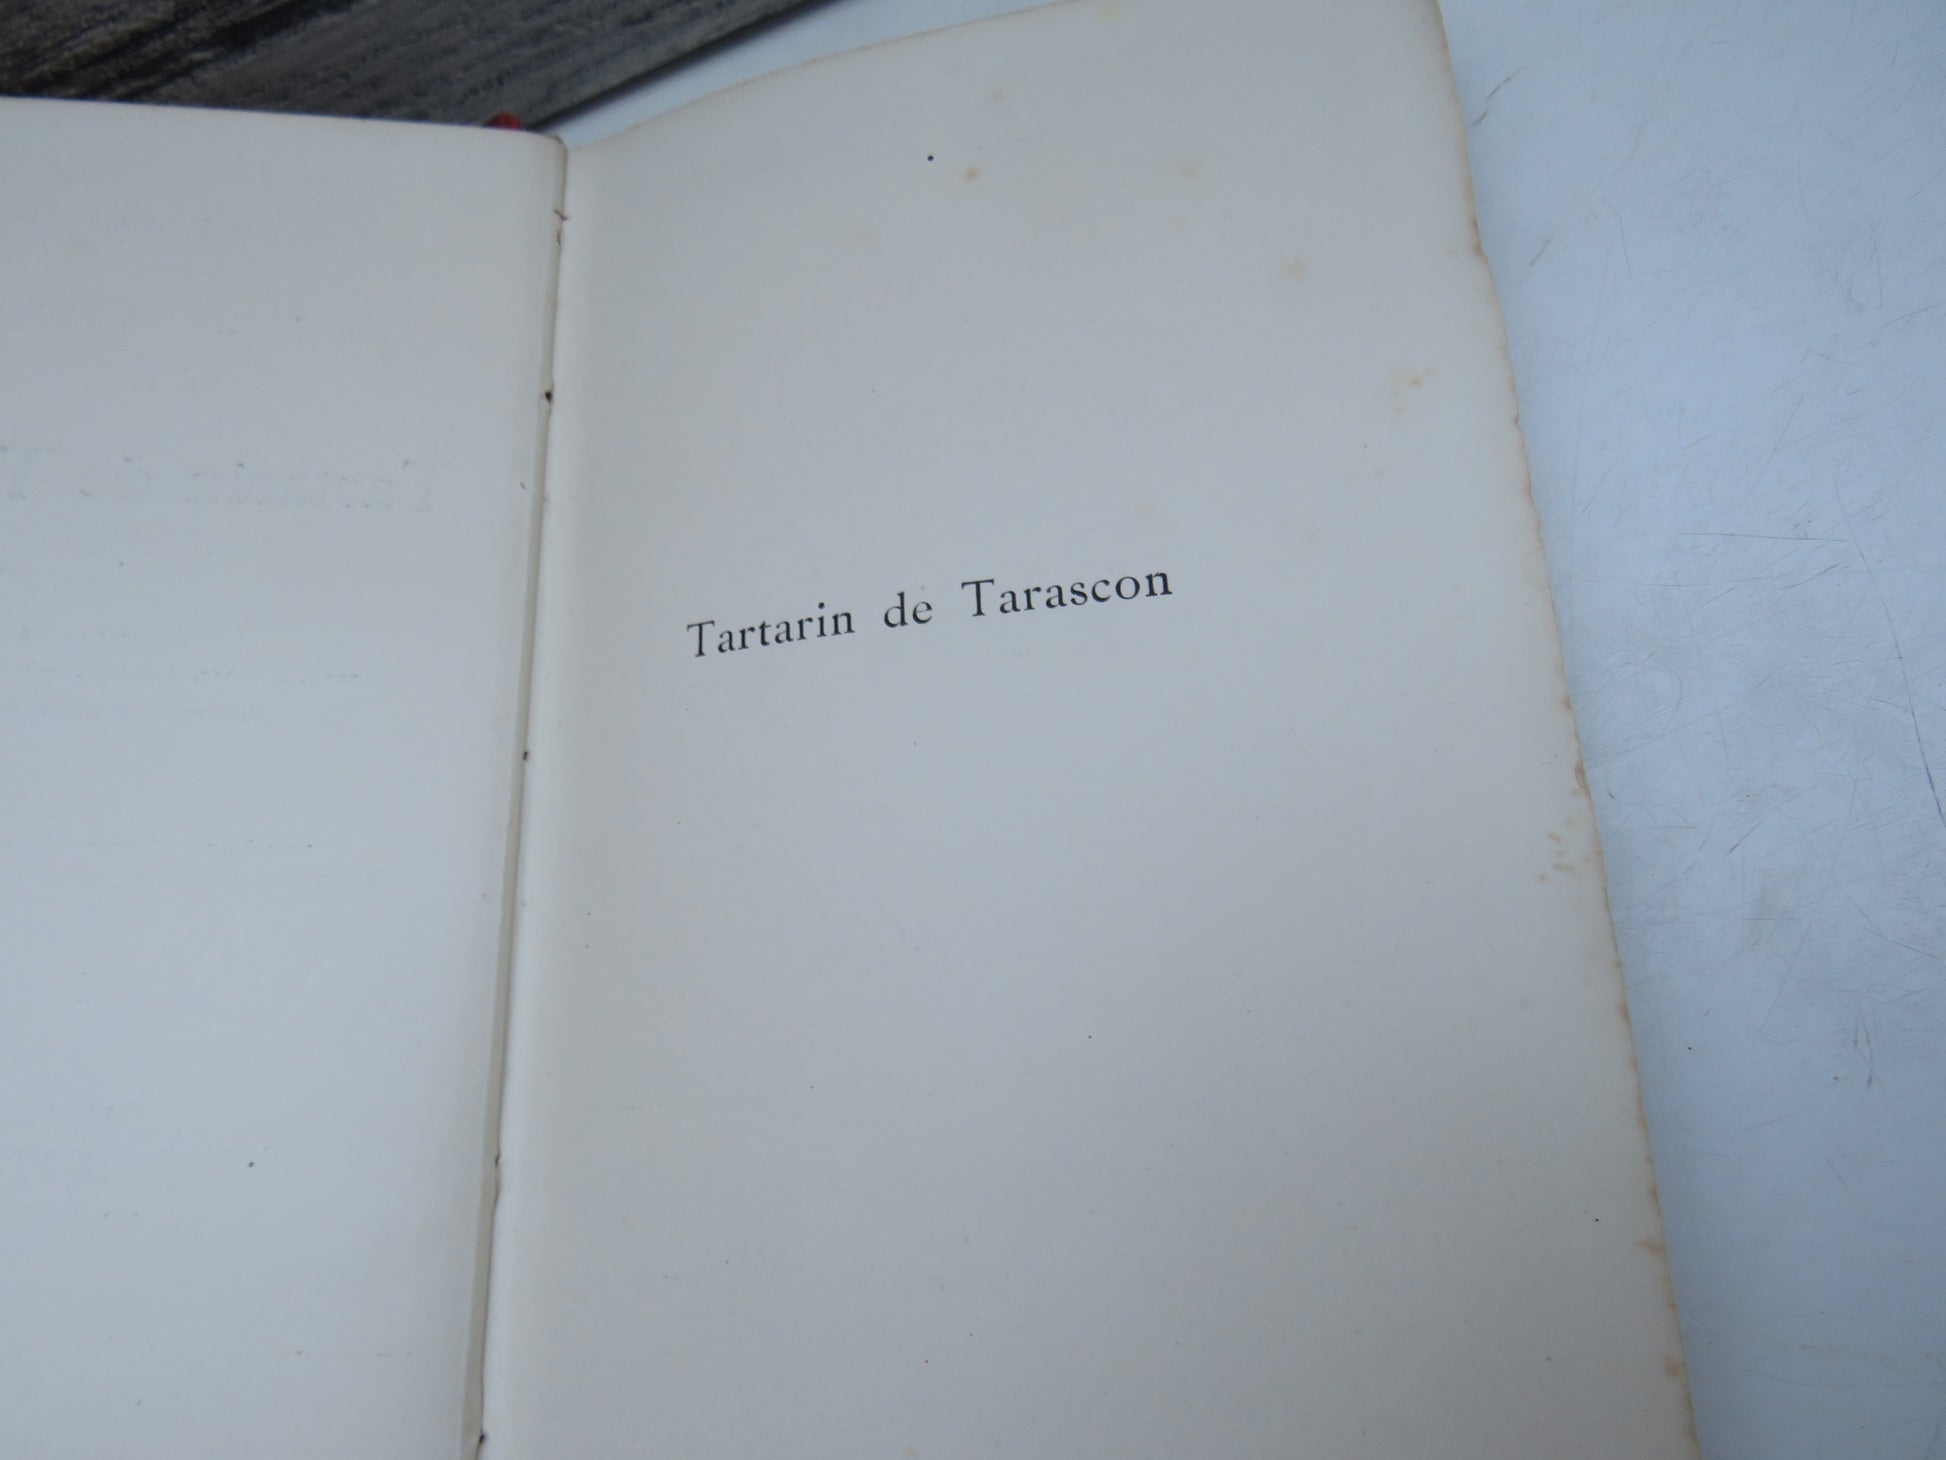 Tartarin de Tarascon